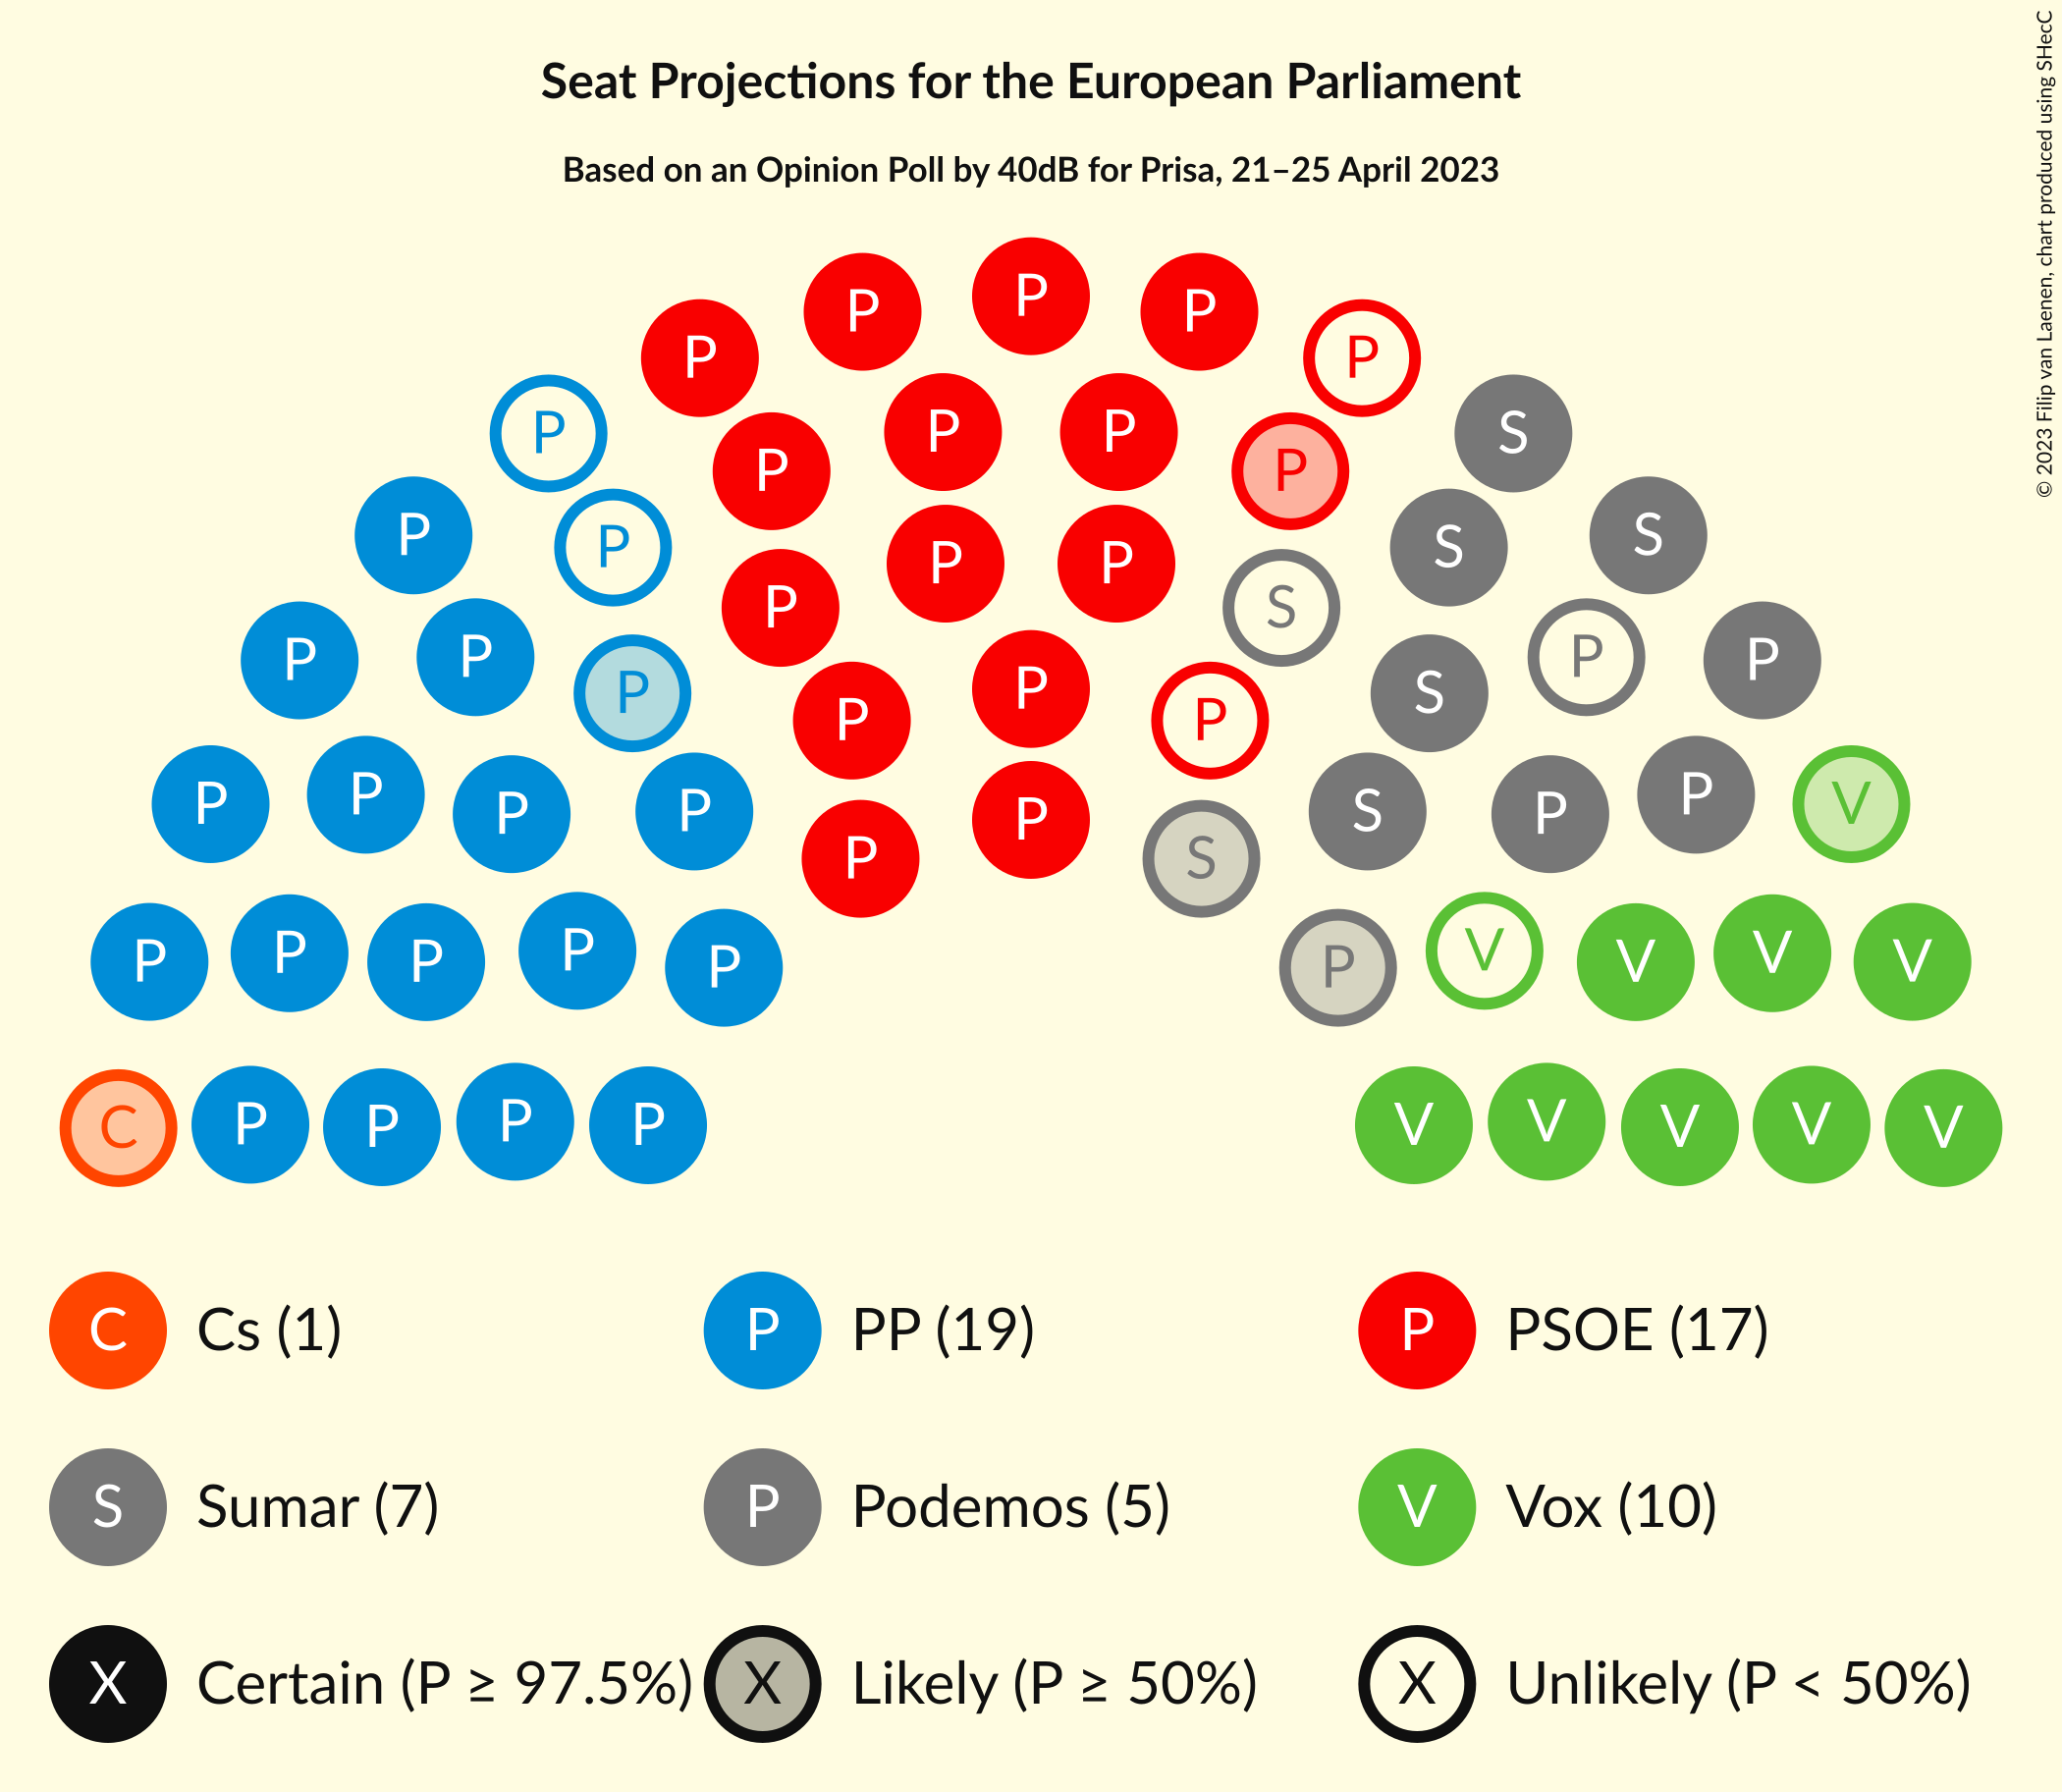 Seat Projections for the European Parliament
Based on an Opinion Poll by 40dB for Prisa, 21–25 April 2023
© 2023 Filip van Laenen, chart produced using SHecC
P
P P
P P
P S
P P
P P
P S
P P
P S
P P
P S
P P
P P
P P
P S
P P
P S
P P
P P
P P
P P
P V
P P
P S
P P
P S
P P
P V
P V
P V
P V
P P
C P P P P V V V V V
C Cs (1) P PP (19) P PSOE (17)
S Sumar (7) P Podemos (5) V Vox (10)
X Certain (P ≥ 97.5%) X Likely (P ≥ 50%) X Unlikely (P < 50%)